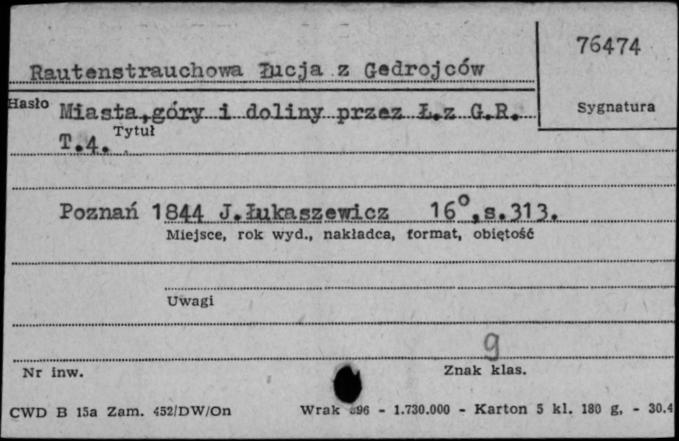 76474
Rautenstrauchowa Łucja z Gedrojców
Hasło
Sygnatura
Miasta,góry i doliny przez Ł.z G.R.
Tytuł
T.4.
Poznań 1844 J.Łukaszewicz 16°,s.313.
Miejsce, rok wyd., nakładca, format, objętość
Uwagi
g
Nr inw.
Znak klas.
CWD B 15a Zam. 452/DW/On
Wrak 96 - 1.730.000 - Karton 5 kl. 180 g, - 30.4